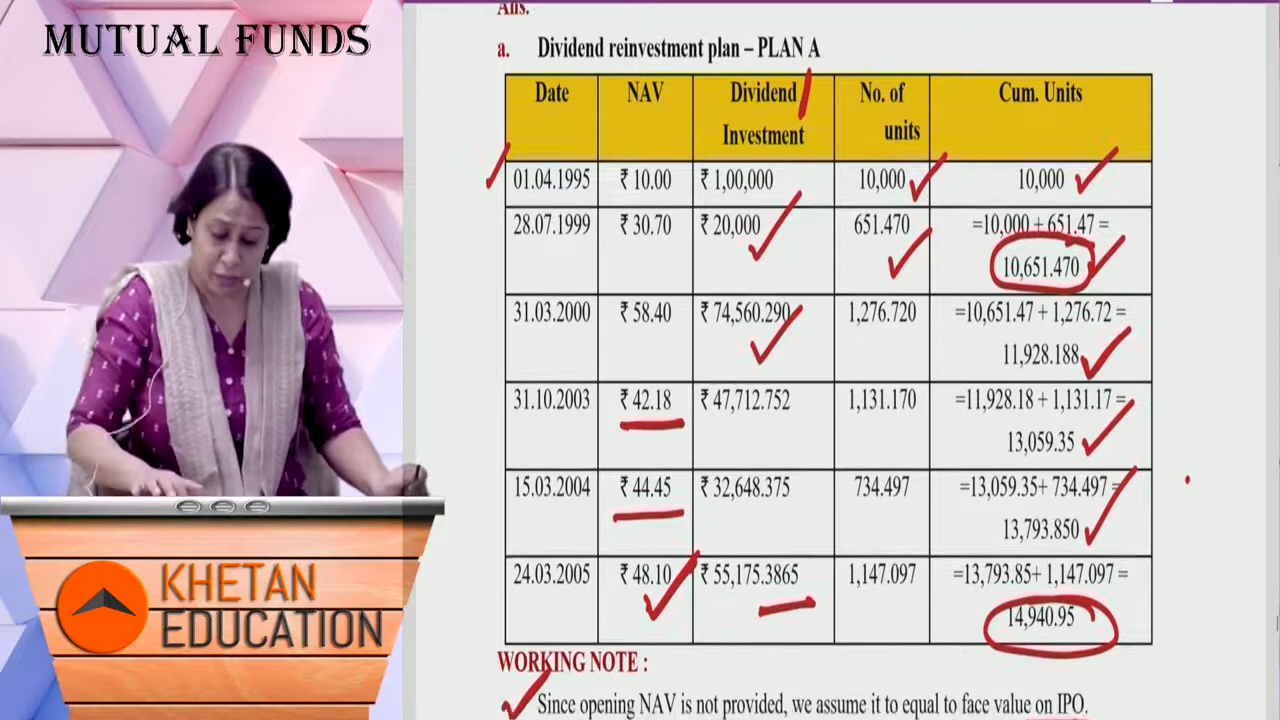 MUTUAL FUNDS
Ans.
a. Dividend reinvestment plan – PLAN A
Date NAV Dividend Investment No. of units Cum. Units
01.04.1995 ₹ 10.00 ₹ 1,00,000 10,000 10,000
28.07.1999 ₹ 30.70 ₹ 20,000 651.470 =10,000 + 651.47 =
10,651.470
31.03.2000 ₹ 58.40 ₹ 74,560.290 1,276.720 =10,651.47 + 1,276.72 =
11,928.188
31.10.2003 ₹ 42.18 ₹ 47,712.752 1,131.170 =11,928.18 + 1,131.17 =
13,059.35
15.03.2004 ₹ 44.45 ₹ 32,648.375 734.497 =13,059.35+ 734.497 =
13,793.850
24.03.2005 ₹ 48.10 ₹ 55,175.3865 1,147.097 =13,793.85+ 1,147.097 =
14,940.95
WORKING NOTE :
Since opening NAV is not provided, we assume it to equal to face value on IPO.
KHETAN
EDUCATION